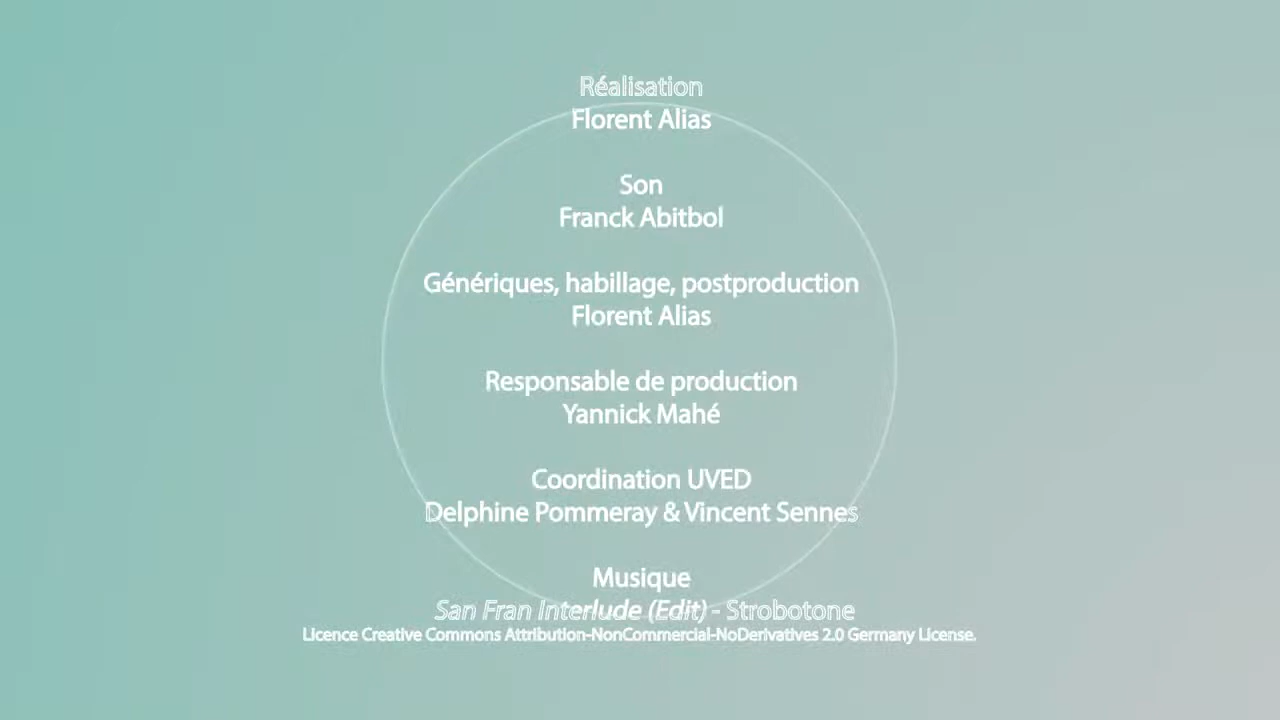 Réalisation
Florent Alias
Son
Franck Abitbol
Génériques, habillage, postproduction
Florent Alias
Responsable de production
Yannick Mahé
Coordination UVED
Delphine Pommeray & Vincent Sennes
Musique
San Fran Interlude (Edit) - Strobotone
Licence Creative Commons Attribution-NonCommercial-NoDerivatives 2.0 Germany License.